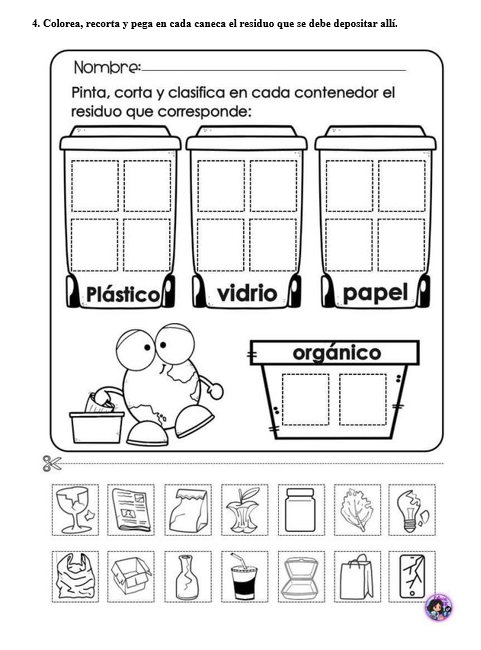 4. Colorea, recorta y pega en cada caneca el residuo que se debe depositar allí.
Nombre:
Pinta, corta y clasifica en cada contenedor el
residuo que corresponde:
Plástico
vidrio
papel
orgánico